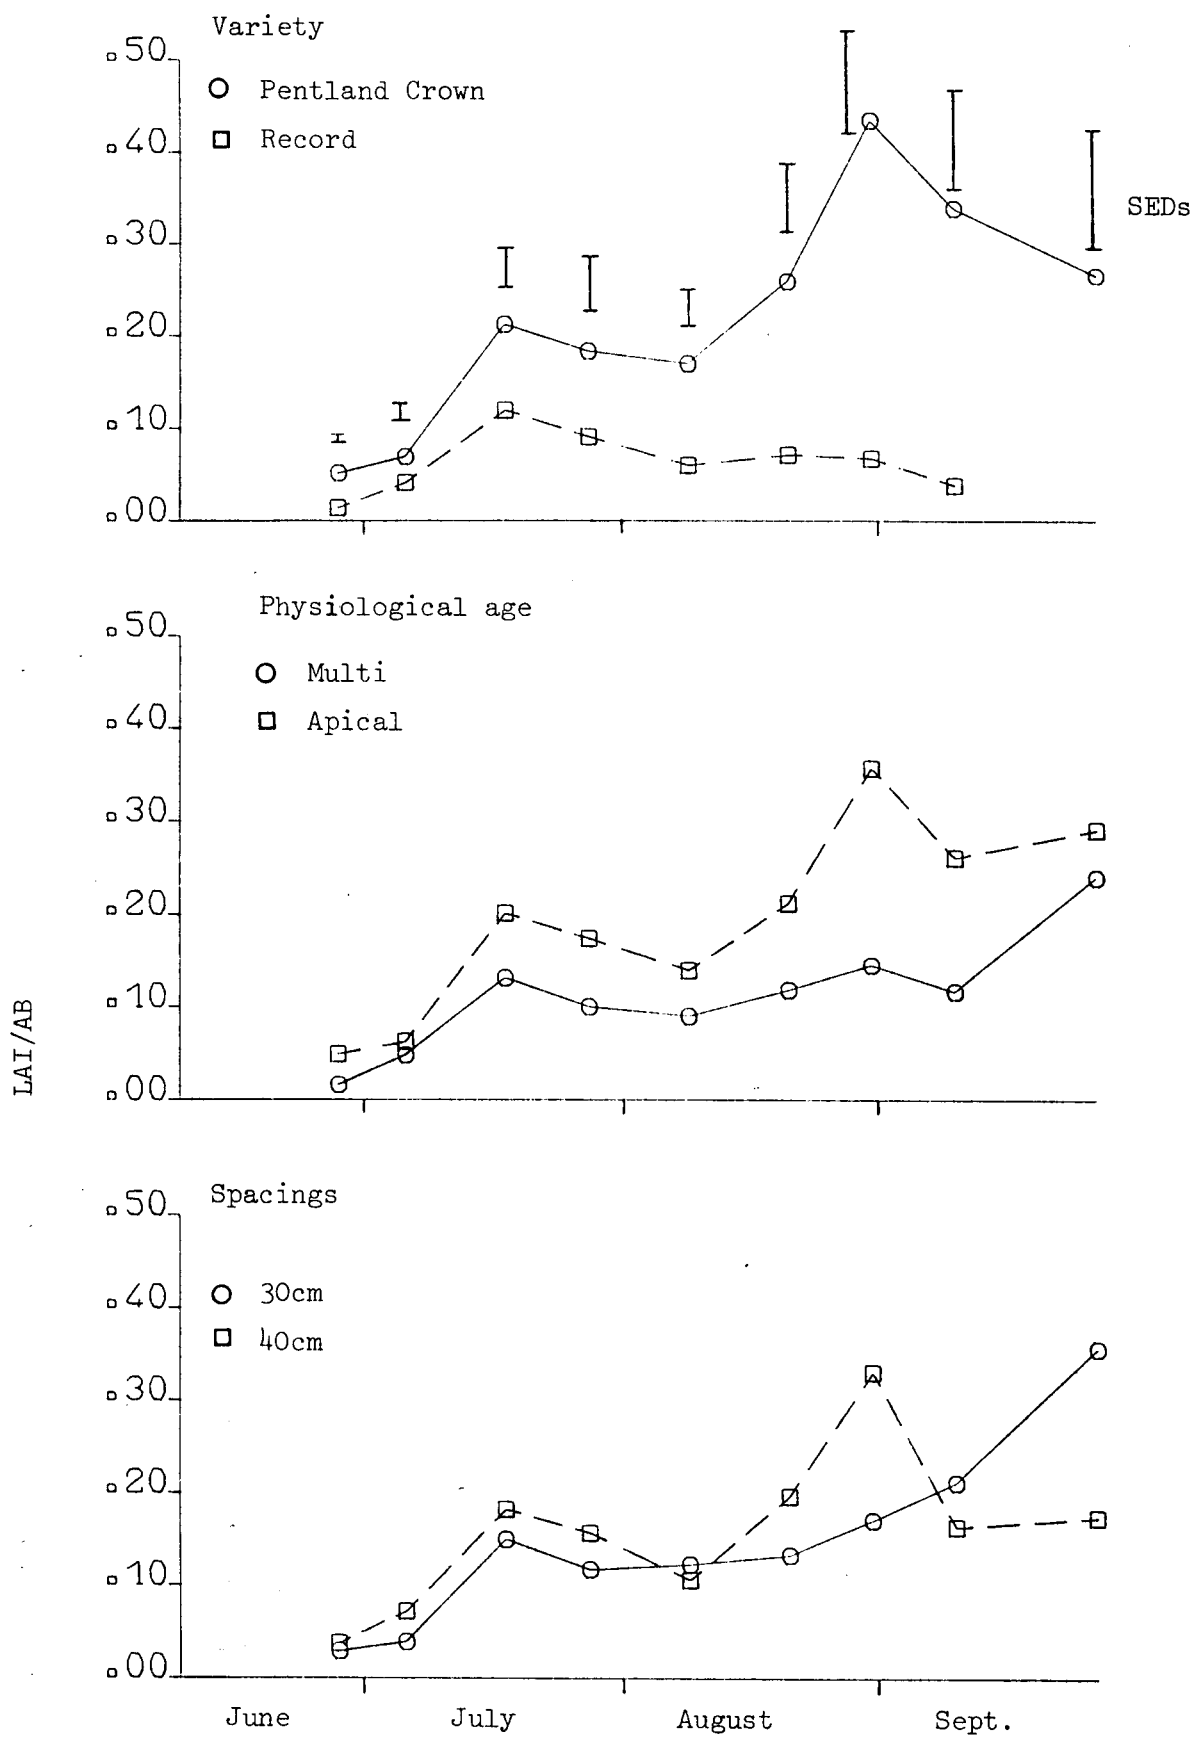 Variety
.50
Pentland Crown
.40
Record
.30
SEDs
.20
.10
.00
Physiological age
.50
Multi
.40
Apical
.30
.20
.10
LAI/AB
.00
Spacings
.50
.40
30cm
40cm
.30
.20
.10
.00
June July August Sept.